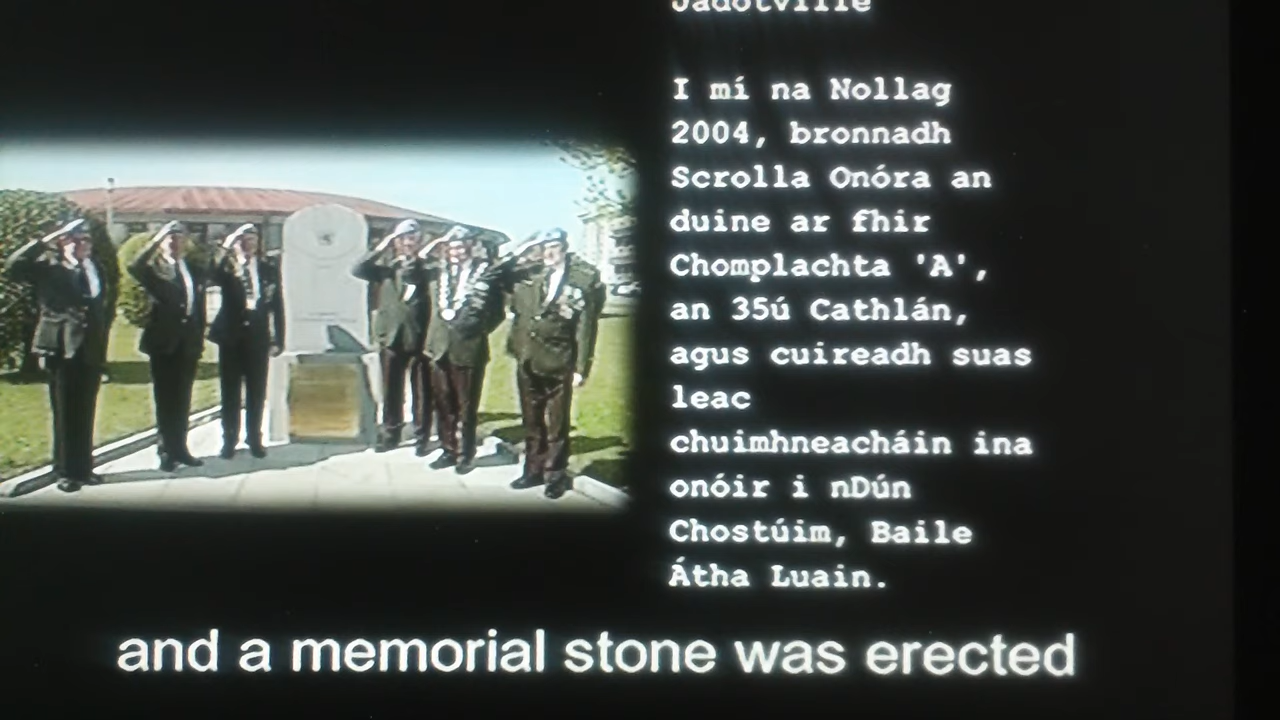 Jadotville
I mí na Nollag
2004, bronnadh
Scrolla Onóra an
duine ar fhir
Chomplachta 'A',
an 35ú Cathlán,
agus cuireadh suas
leac
chuimhneacháin ina
onóir i nDún
Chostúim, Baile
Átha Luain.
and a memorial stone was erected